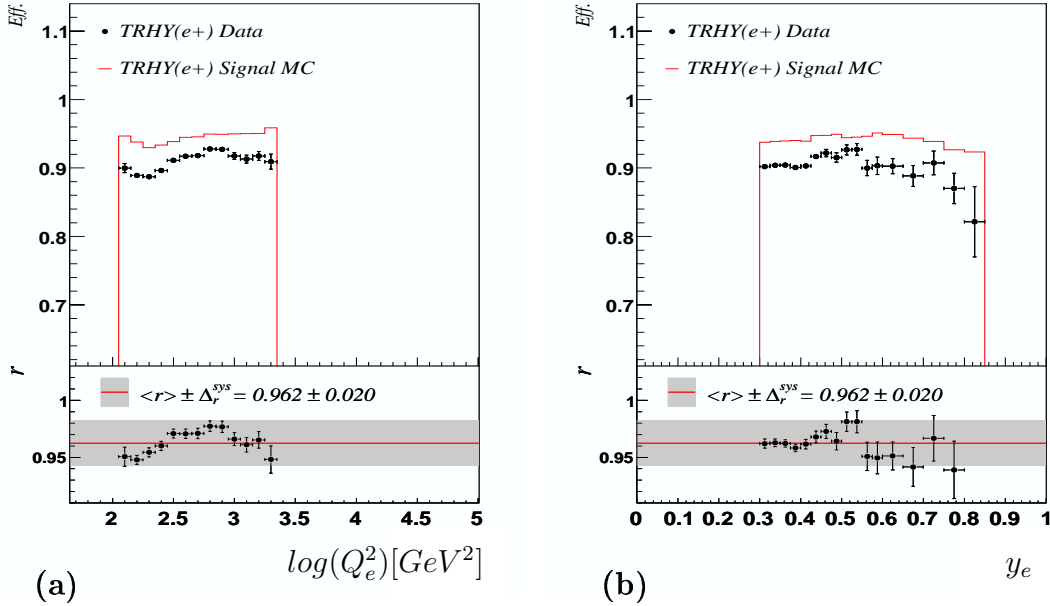 Eff.
1.1
1
0.9
0.8
0.7
TRHY(e+) Data
TRHY(e+) Signal MC
r
1
0.95
<r> ± Δ_r^{sys} = 0.962 ± 0.020
2 2.5 3 3.5 4 4.5 5
log(Q_e^2)[GeV^2]
(a)
Eff.
1.1
1
0.9
0.8
0.7
TRHY(e+) Data
TRHY(e+) Signal MC
r
1
0.95
<r> ± Δ_r^{sys} = 0.962 ± 0.020
0 0.1 0.2 0.3 0.4 0.5 0.6 0.7 0.8 0.9 1
y_e
(b)